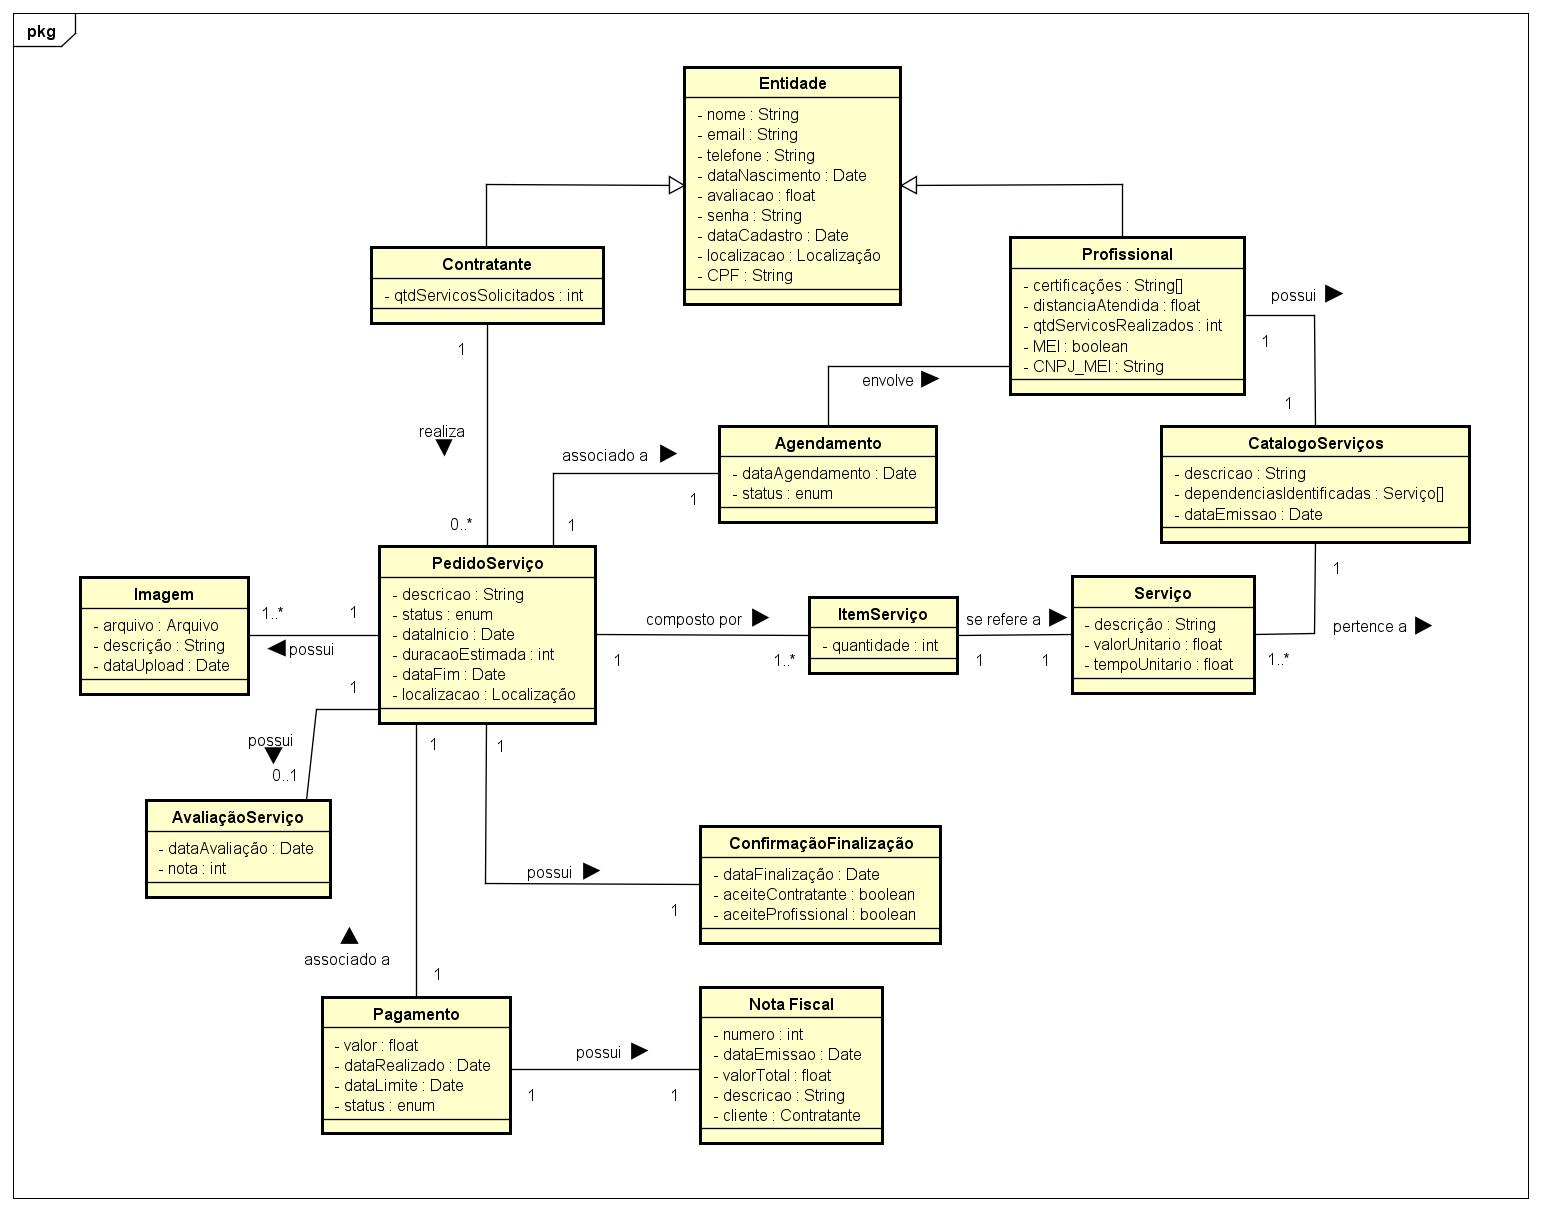 pkg
Entidade
- nome : String
- email : String
- telefone : String
- dataNascimento : Date
- avaliacao : float
- senha : String
- dataCadastro : Date
- localizacao : Localização
- CPF : String
Contratante
- qtdServicosSolicitados : int
Profissional
- certificações : String[]
- distanciaAtendida : float
- qtdServicosRealizados : int
- MEI : boolean
- CNPJ_MEI : String
possui
1
1
envolve
1
realiza
0..*
Agendamento
- dataAgendamento : Date
- status : enum
associado a
1
1
CatalogoServiços
- descricao : String
- dependenciasIdentificadas : Serviço[]
- dataEmissao : Date
1
PedidoServiço
- descricao : String
- status : enum
- dataInicio : Date
- duracaoEstimada : int
- dataFim : Date
- localizacao : Localização
Imagem
- arquivo : Arquivo
- descrição : String
- dataUpload : Date
1..*
1
possui
composto por
1
1..*
ItemServiço
- quantidade : int
se refere a
1
1
Serviço
- descrição : String
- valorUnitario : float
- tempoUnitario : float
1..*
pertence a
1
possui
0..1
AvaliaçãoServiço
- dataAvaliação : Date
- nota : int
1
1
possui
1
ConfirmaçãoFinalização
- dataFinalização : Date
- aceiteContratante : boolean
- aceiteProfissional : boolean
associado a
1
Pagamento
- valor : float
- dataRealizado : Date
- dataLimite : Date
- status : enum
possui
1
1
Nota Fiscal
- numero : int
- dataEmissao : Date
- valorTotal : float
- descricao : String
- cliente : Contratante